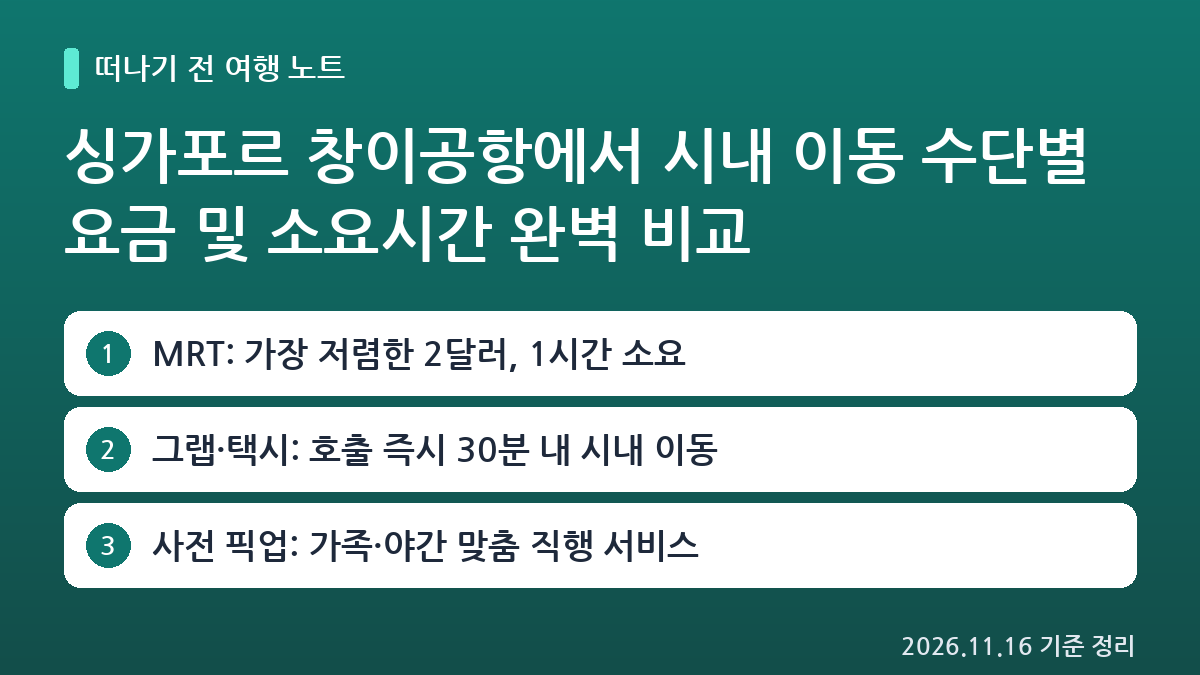 떠나기 전 여행 노트
싱가포르 창이공항에서 시내 이동 수단별
요금 및 소요시간 완벽 비교
1 MRT: 가장 저렴한 2달러, 1시간 소요
2 그랩·택시: 호출 즉시 30분 내 시내 이동
3 사전 픽업: 가족·야간 맞춤 직행 서비스
2026.11.16 기준 정리